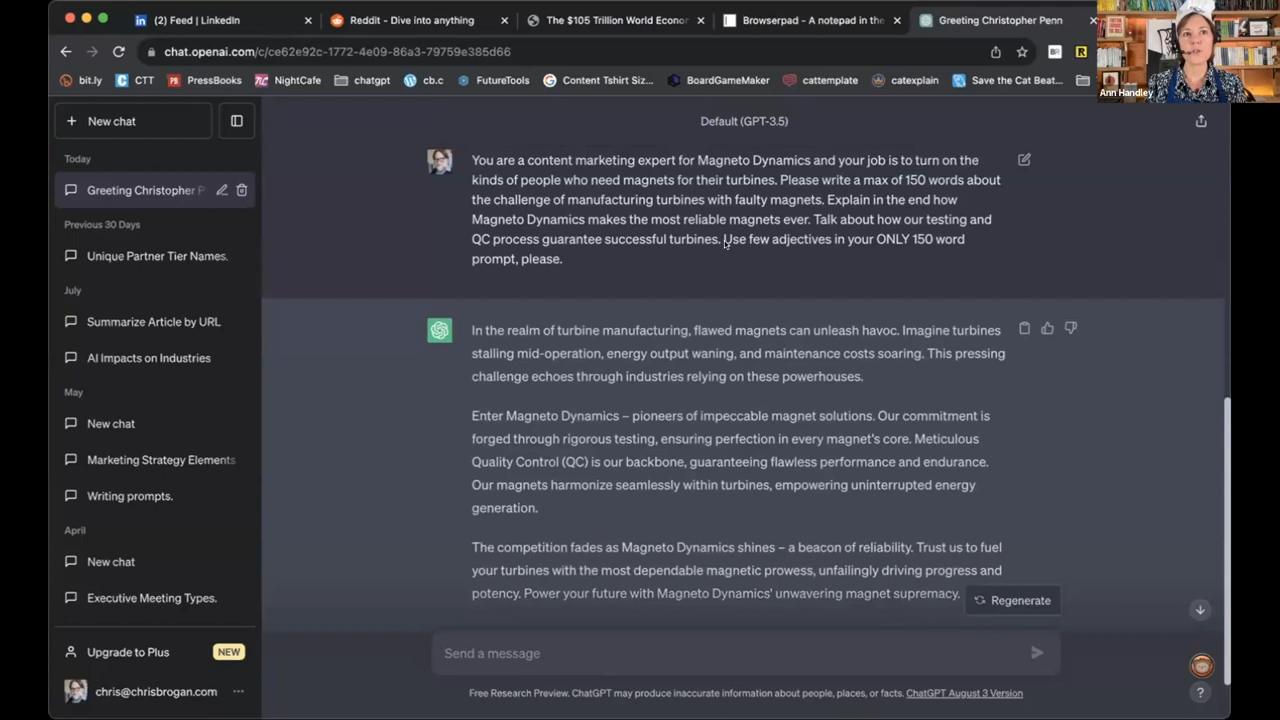 (2) Feed | LinkedIn
Reddit - Dive into anything
The $105 Trillion World Econor
Browserpad - A notepad in the
Greeting Christopher Penn
chat.openai.com/c/ce62e92c-1772-4e09-86a3-79759e385d66
bit.ly
CTT
PressBooks
NightCafe
chatgpt
cb.c
FutureTools
Content Tshirt Siz...
BoardGameMaker
cattemplate
catexplain
Save the Cat Beat...
Ann Handley
New chat
Today
Greeting Christopher P
Previous 30 Days
Unique Partner Tier Names.
July
Summarize Article by URL
AI Impacts on Industries
May
New chat
Marketing Strategy Elements
Writing prompts.
April
New chat
Executive Meeting Types.
Upgrade to Plus
NEW
chris@chrisbrogan.com
Default (GPT-3.5)
You are a content marketing expert for Magneto Dynamics and your job is to turn on the
kinds of people who need magnets for their turbines. Please write a max of 150 words about
the challenge of manufacturing turbines with faulty magnets. Explain in the end how
Magneto Dynamics makes the most reliable magnets ever. Talk about how our testing and
QC process guarantee successful turbines. Use few adjectives in your ONLY 150 word
prompt, please.
In the realm of turbine manufacturing, flawed magnets can unleash havoc. Imagine turbines
stalling mid-operation, energy output waning, and maintenance costs soaring. This pressing
challenge echoes through industries relying on these powerhouses.
Enter Magneto Dynamics – pioneers of impeccable magnet solutions. Our commitment is
forged through rigorous testing, ensuring perfection in every magnet's core. Meticulous
Quality Control (QC) is our backbone, guaranteeing flawless performance and endurance.
Our magnets harmonize seamlessly within turbines, empowering uninterrupted energy
generation.
The competition fades as Magneto Dynamics shines – a beacon of reliability. Trust us to fuel
your turbines with the most dependable magnetic prowess, unfailingly driving progress and
potency. Power your future with Magneto Dynamics' unwavering magnet supremacy.
Regenerate
Send a message
Free Research Preview. ChatGPT may produce inaccurate information about people, places, or facts. ChatGPT August 3 Version